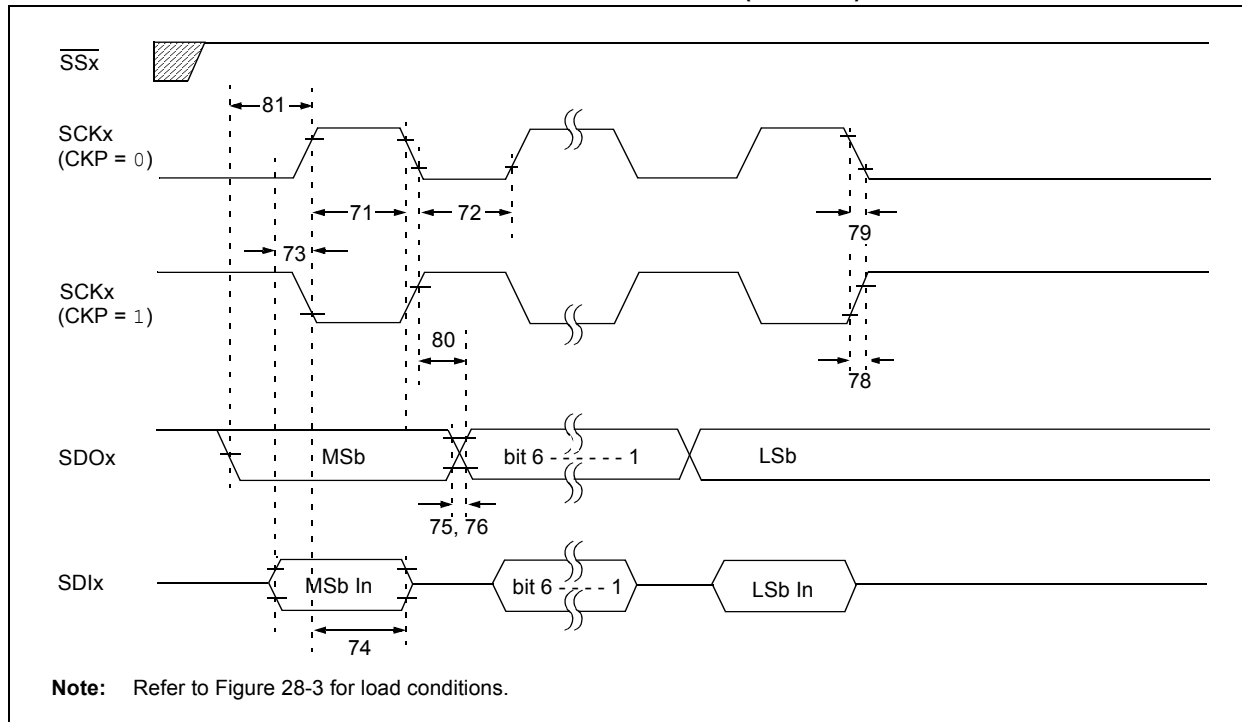 SSx
81
SCKx
(CKP = 0)
71
72
79
73
SCKx
(CKP = 1)
80
78
SDOx
MSb
bit 6 - - - - - - 1
LSb
75, 76
SDIx
MSb In
bit 6 - - - - 1
LSb In
74
Note: Refer to Figure 28-3 for load conditions.